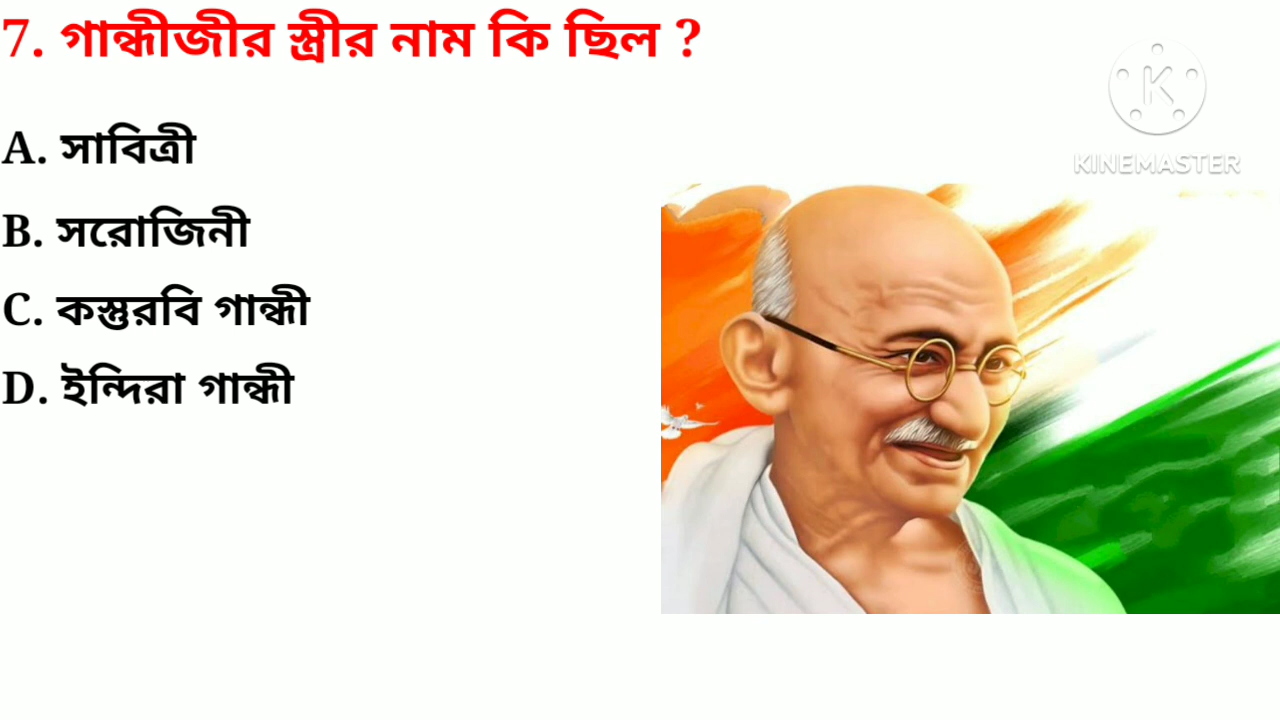 7. গান্ধীজীর স্ত্রীর নাম কি ছিল ?
A. সাবিত্রী
B. সরোজিনী
C. কস্তুরবি গান্ধী
D. ইন্দিরা গান্ধী
K
KINEMASTER